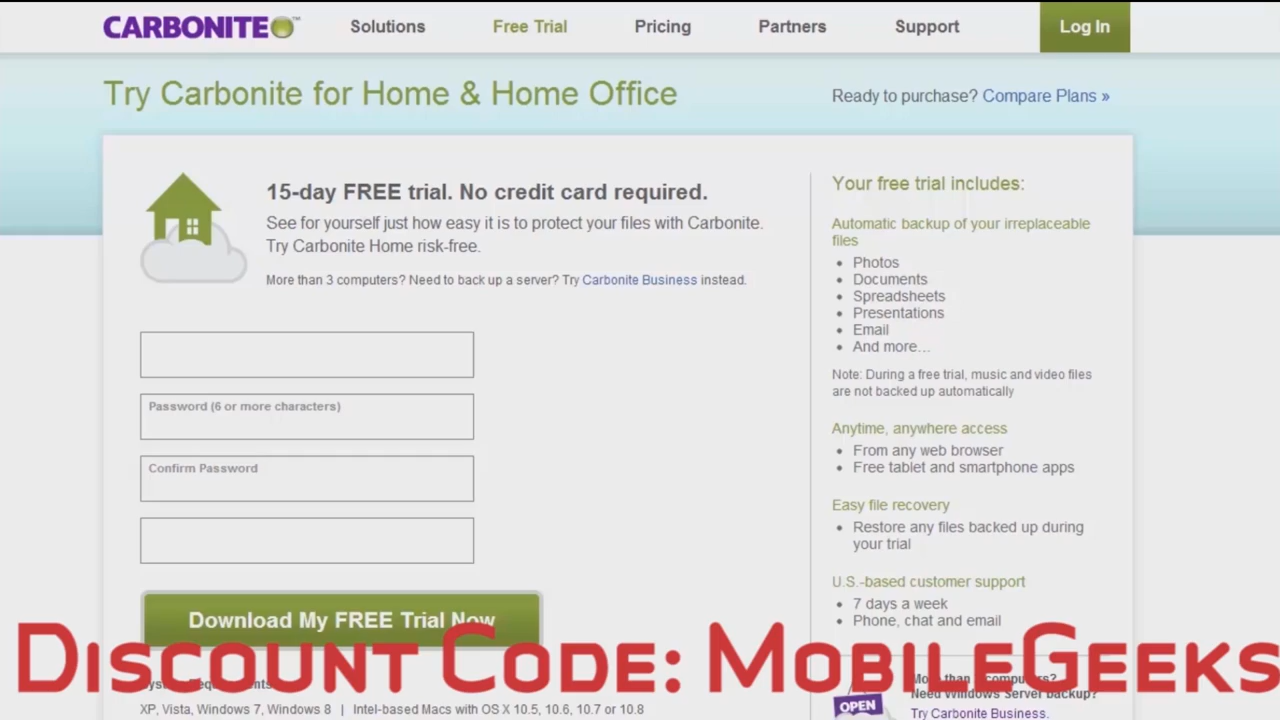 CARBONITE™
Solutions
Free Trial
Pricing
Partners
Support
Log In
Try Carbonite for Home & Home Office
Ready to purchase? Compare Plans »
15-day FREE trial. No credit card required.
See for yourself just how easy it is to protect your files with Carbonite.
Try Carbonite Home risk-free.
More than 3 computers? Need to back up a server? Try Carbonite Business instead.
Password (6 or more characters)
Confirm Password
Download My FREE Trial Now
Your free trial includes:
Automatic backup of your irreplaceable
files
• Photos
• Documents
• Spreadsheets
• Presentations
• Email
• And more...
Note: During a free trial, music and video files
are not backed up automatically
Anytime, anywhere access
• From any web browser
• Free tablet and smartphone apps
Easy file recovery
• Restore any files backed up during
your trial
U.S.-based customer support
• 7 days a week
• Phone, chat and email
Discount Code: MobileGeeks
System Requirements
XP, Vista, Windows 7, Windows 8 | Intel-based Macs with OS X 10.5, 10.6, 10.7 or 10.8
OPEN
More than 3 computers?
Need Windows Server backup?
Try Carbonite Business.